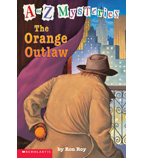 A to Z Mysteries
The
Orange
Outlaw
SCHOLASTIC
by Ron Roy